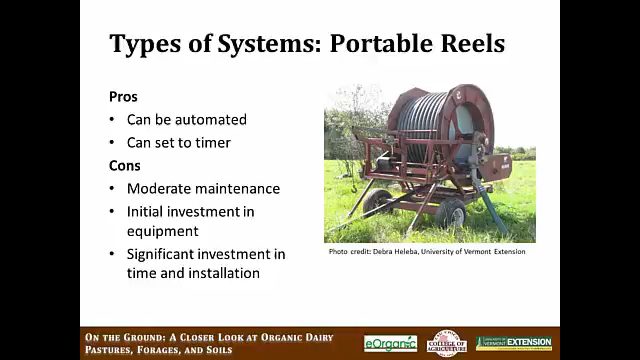 Types of Systems: Portable Reels
Pros
• Can be automated
• Can set to timer
Cons
• Moderate maintenance
• Initial investment in
equipment
• Significant investment in
time and installation
Photo credit: Debra Heleba, University of Vermont Extension
On the Ground: A Closer Look at Organic Dairy
Pastures, Forages, and Soils
eOrganic
COLLEGE OF
AGRICULTURE
UNIVERSITY OF
VERMONT
EXTENSION